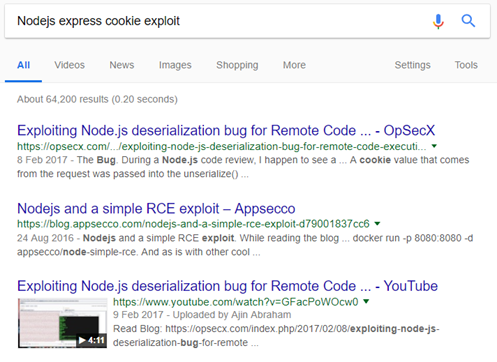 Nodejs express cookie exploit
All Videos News Images Shopping More Settings Tools
About 64,200 results (0.20 seconds)
Exploiting Node.js deserialization bug for Remote Code ... - OpSecX
https://opsecx.com/.../exploiting-node-js-deserialization-bug-for-remote-code-executi...
8 Feb 2017 - The Bug. During a Node.js code review, I happen to see a ... A cookie value that comes
from the request was passed into the unserialize() ...
Nodejs and a simple RCE exploit – Appsecco
https://blog.appsecco.com/nodejs-and-a-simple-rce-exploit-d79001837cc6
24 Aug 2016 - Nodejs and a simple RCE exploit. While reading the blog ... docker run -p 8080:8080 -d
appsecco/node-simple-rce. And as is with other cool ...
Exploiting Node.js deserialization bug for Remote Code ... - YouTube
https://www.youtube.com/watch?v=GFacPoWOcw0
9 Feb 2017 - Uploaded by Ajin Abraham
4:11
Read Blog: https://opsecx.com/index.php/2017/02/08/exploiting-node-js-
deserialization-bug-for-remote ...